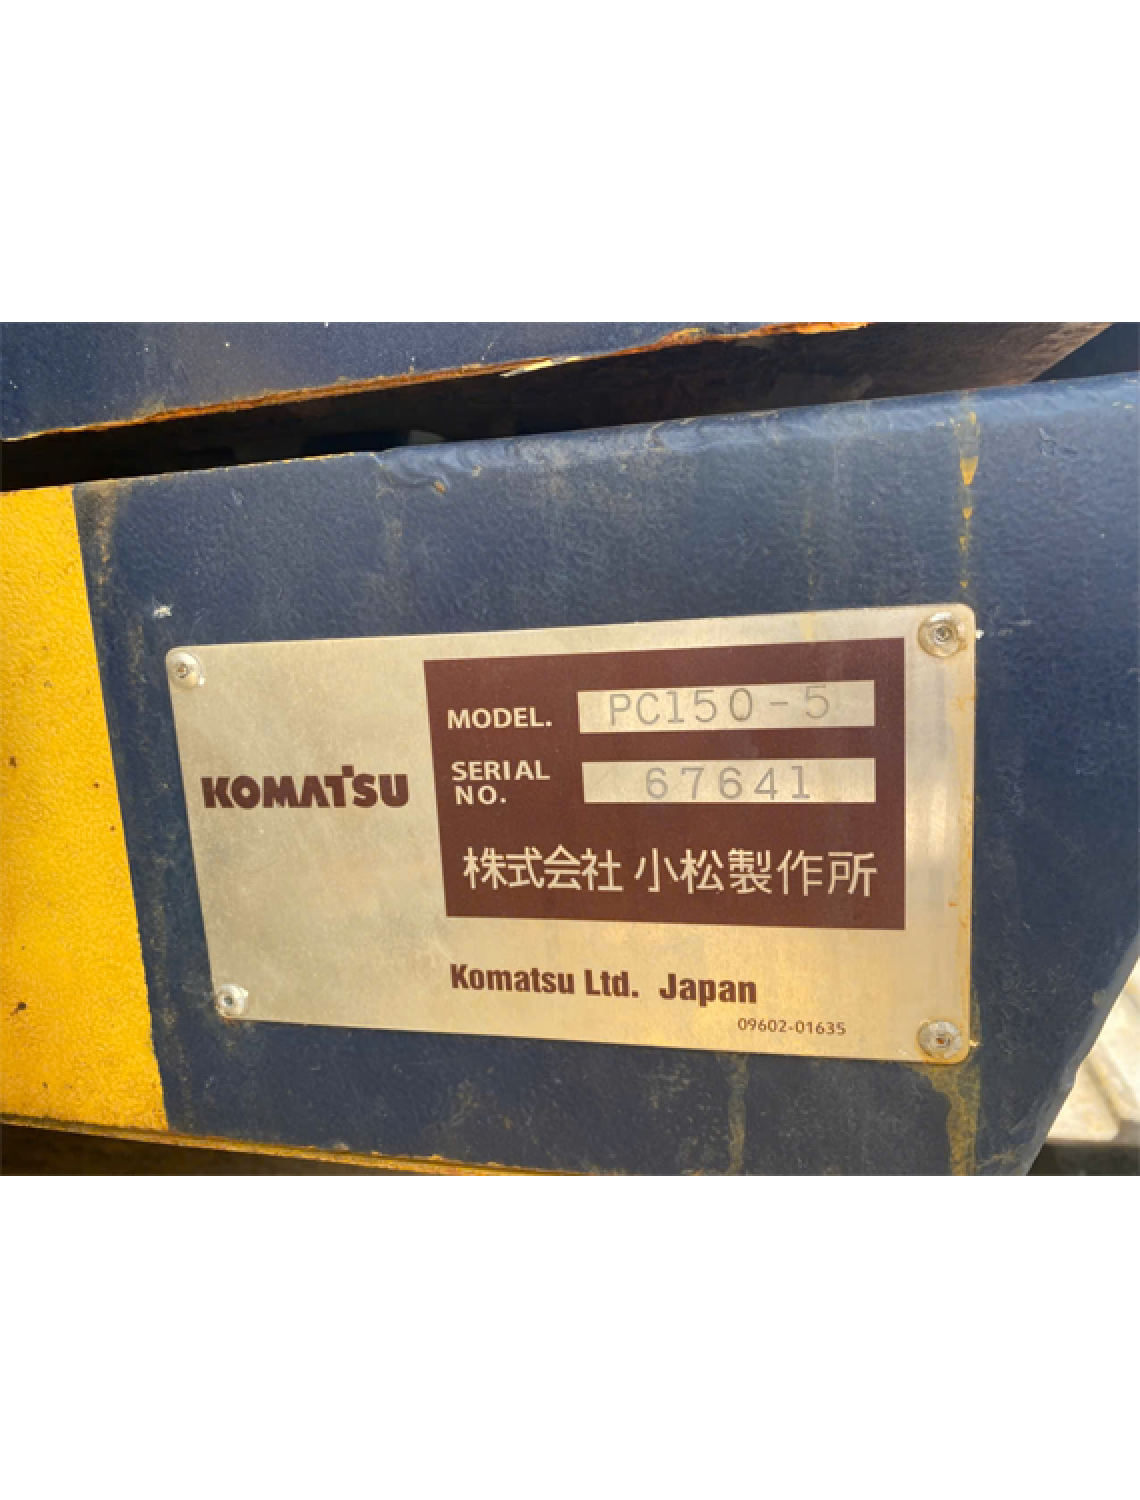 KOMATSU
MODEL. PC150-5
SERIAL NO. 67641
株式会社 小松製作所
Komatsu Ltd. Japan
09602-01635